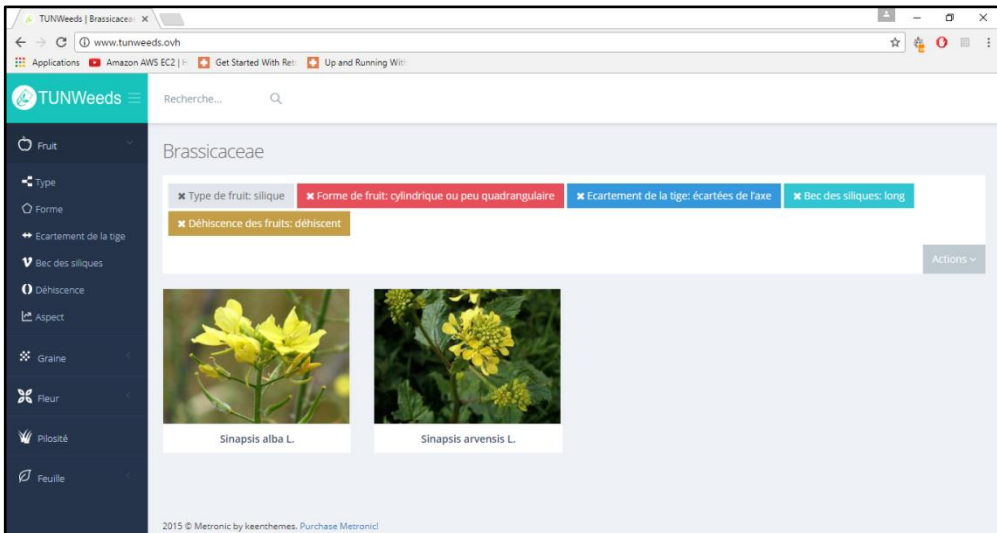 TUNWeeds | Brassicaceae
www.tunweeds.ovh
Applications Amazon AWS EC2 | Get Started With Up and Running
TUNWeeds
Recherche...
Fruit
Type
Forme
Ecartement de la tige
Bec des siliques
Déhiscence
Aspect
Graine
Fleur
Pilosité
Feuille
Brassicaceae
✖ Type de fruit: silique ✖ Forme de fruit: cylindrique ou peu quadrangulaire ✖ Ecartement de la tige: écartées de l'axe ✖ Bec des siliques: long
✖ Déhiscence des fruits: déhiscent
Actions
Sinapsis alba L. Sinapsis arvensis L.
2015 © Metronic by keenthemes. Purchase Metronic!